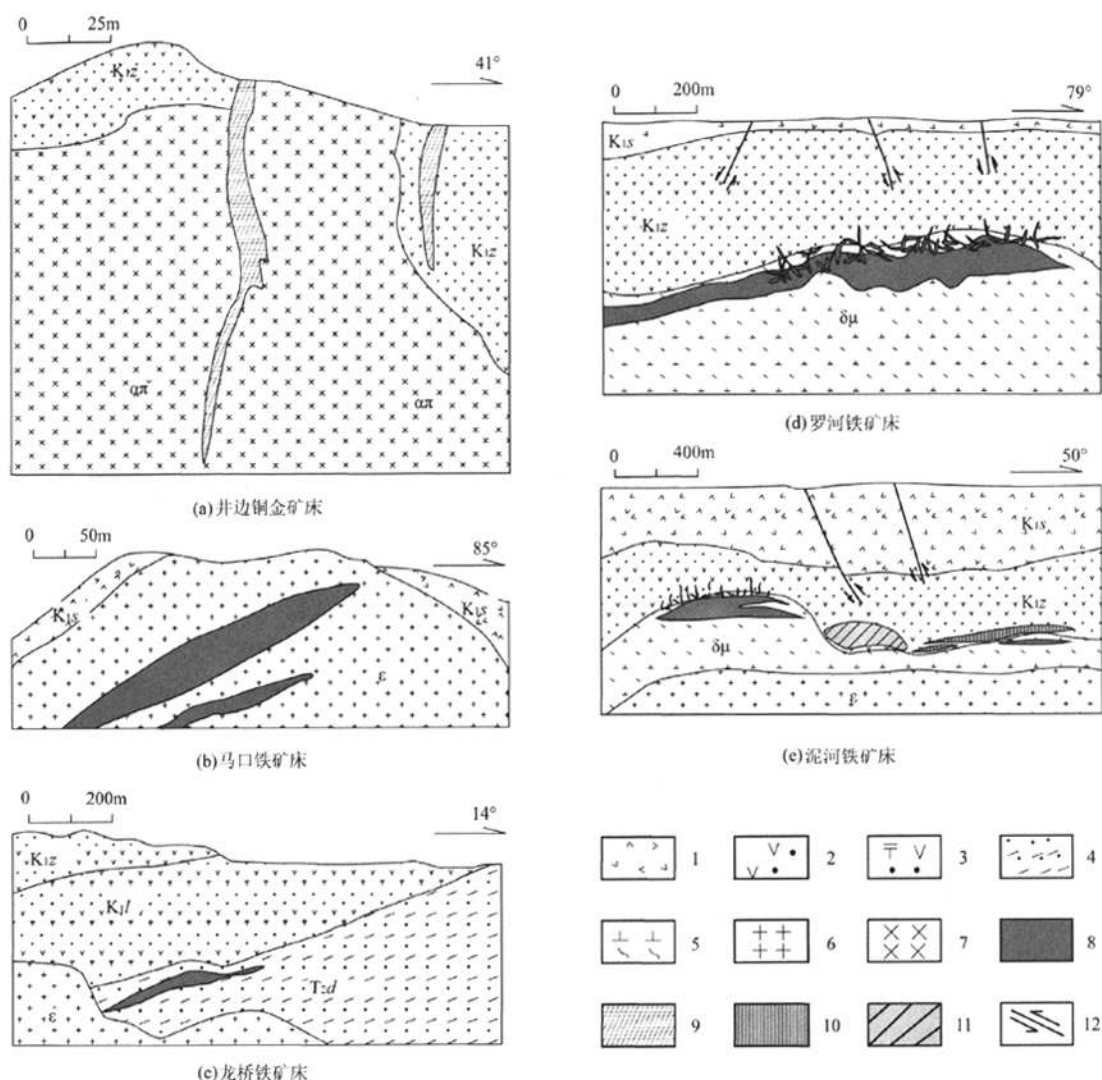 0 25m
41°
K₁z
K₁z
απ
απ
(a) 井边铜金矿床
0 50m
85°
K₁s
K₁s
ε
(b) 马口铁矿床
0 200m
14°
K₁z
K₁l
T₂d
ε
(c) 龙桥铁矿床
0 200m
79°
K₁s
K₁z
δμ
(d) 罗河铁矿床
0 400m
50°
K₁s
K₁z
δμ
ε
(e) 泥河铁矿床
1 2 3 4
5 6 7 8
9 10 11 12